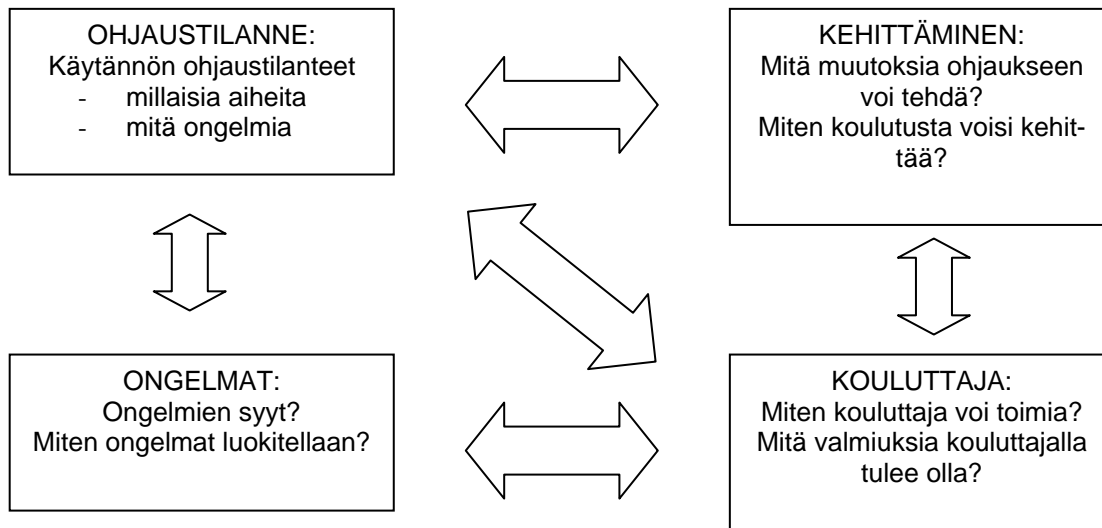 OHJAUSTILANNE:
Käytännön ohjaustilanteet
- millaisia aiheita
- mitä ongelmia
KEHITTÄMINEN:
Mitä muutoksia ohjaukseen
voi tehdä?
Miten koulutusta voisi kehit-
tää?
ONGELMAT:
Ongelmien syyt?
Miten ongelmat luokitellaan?
KOULUTTAJA:
Miten kouluttaja voi toimia?
Mitä valmiuksia kouluttajalla
tulee olla?